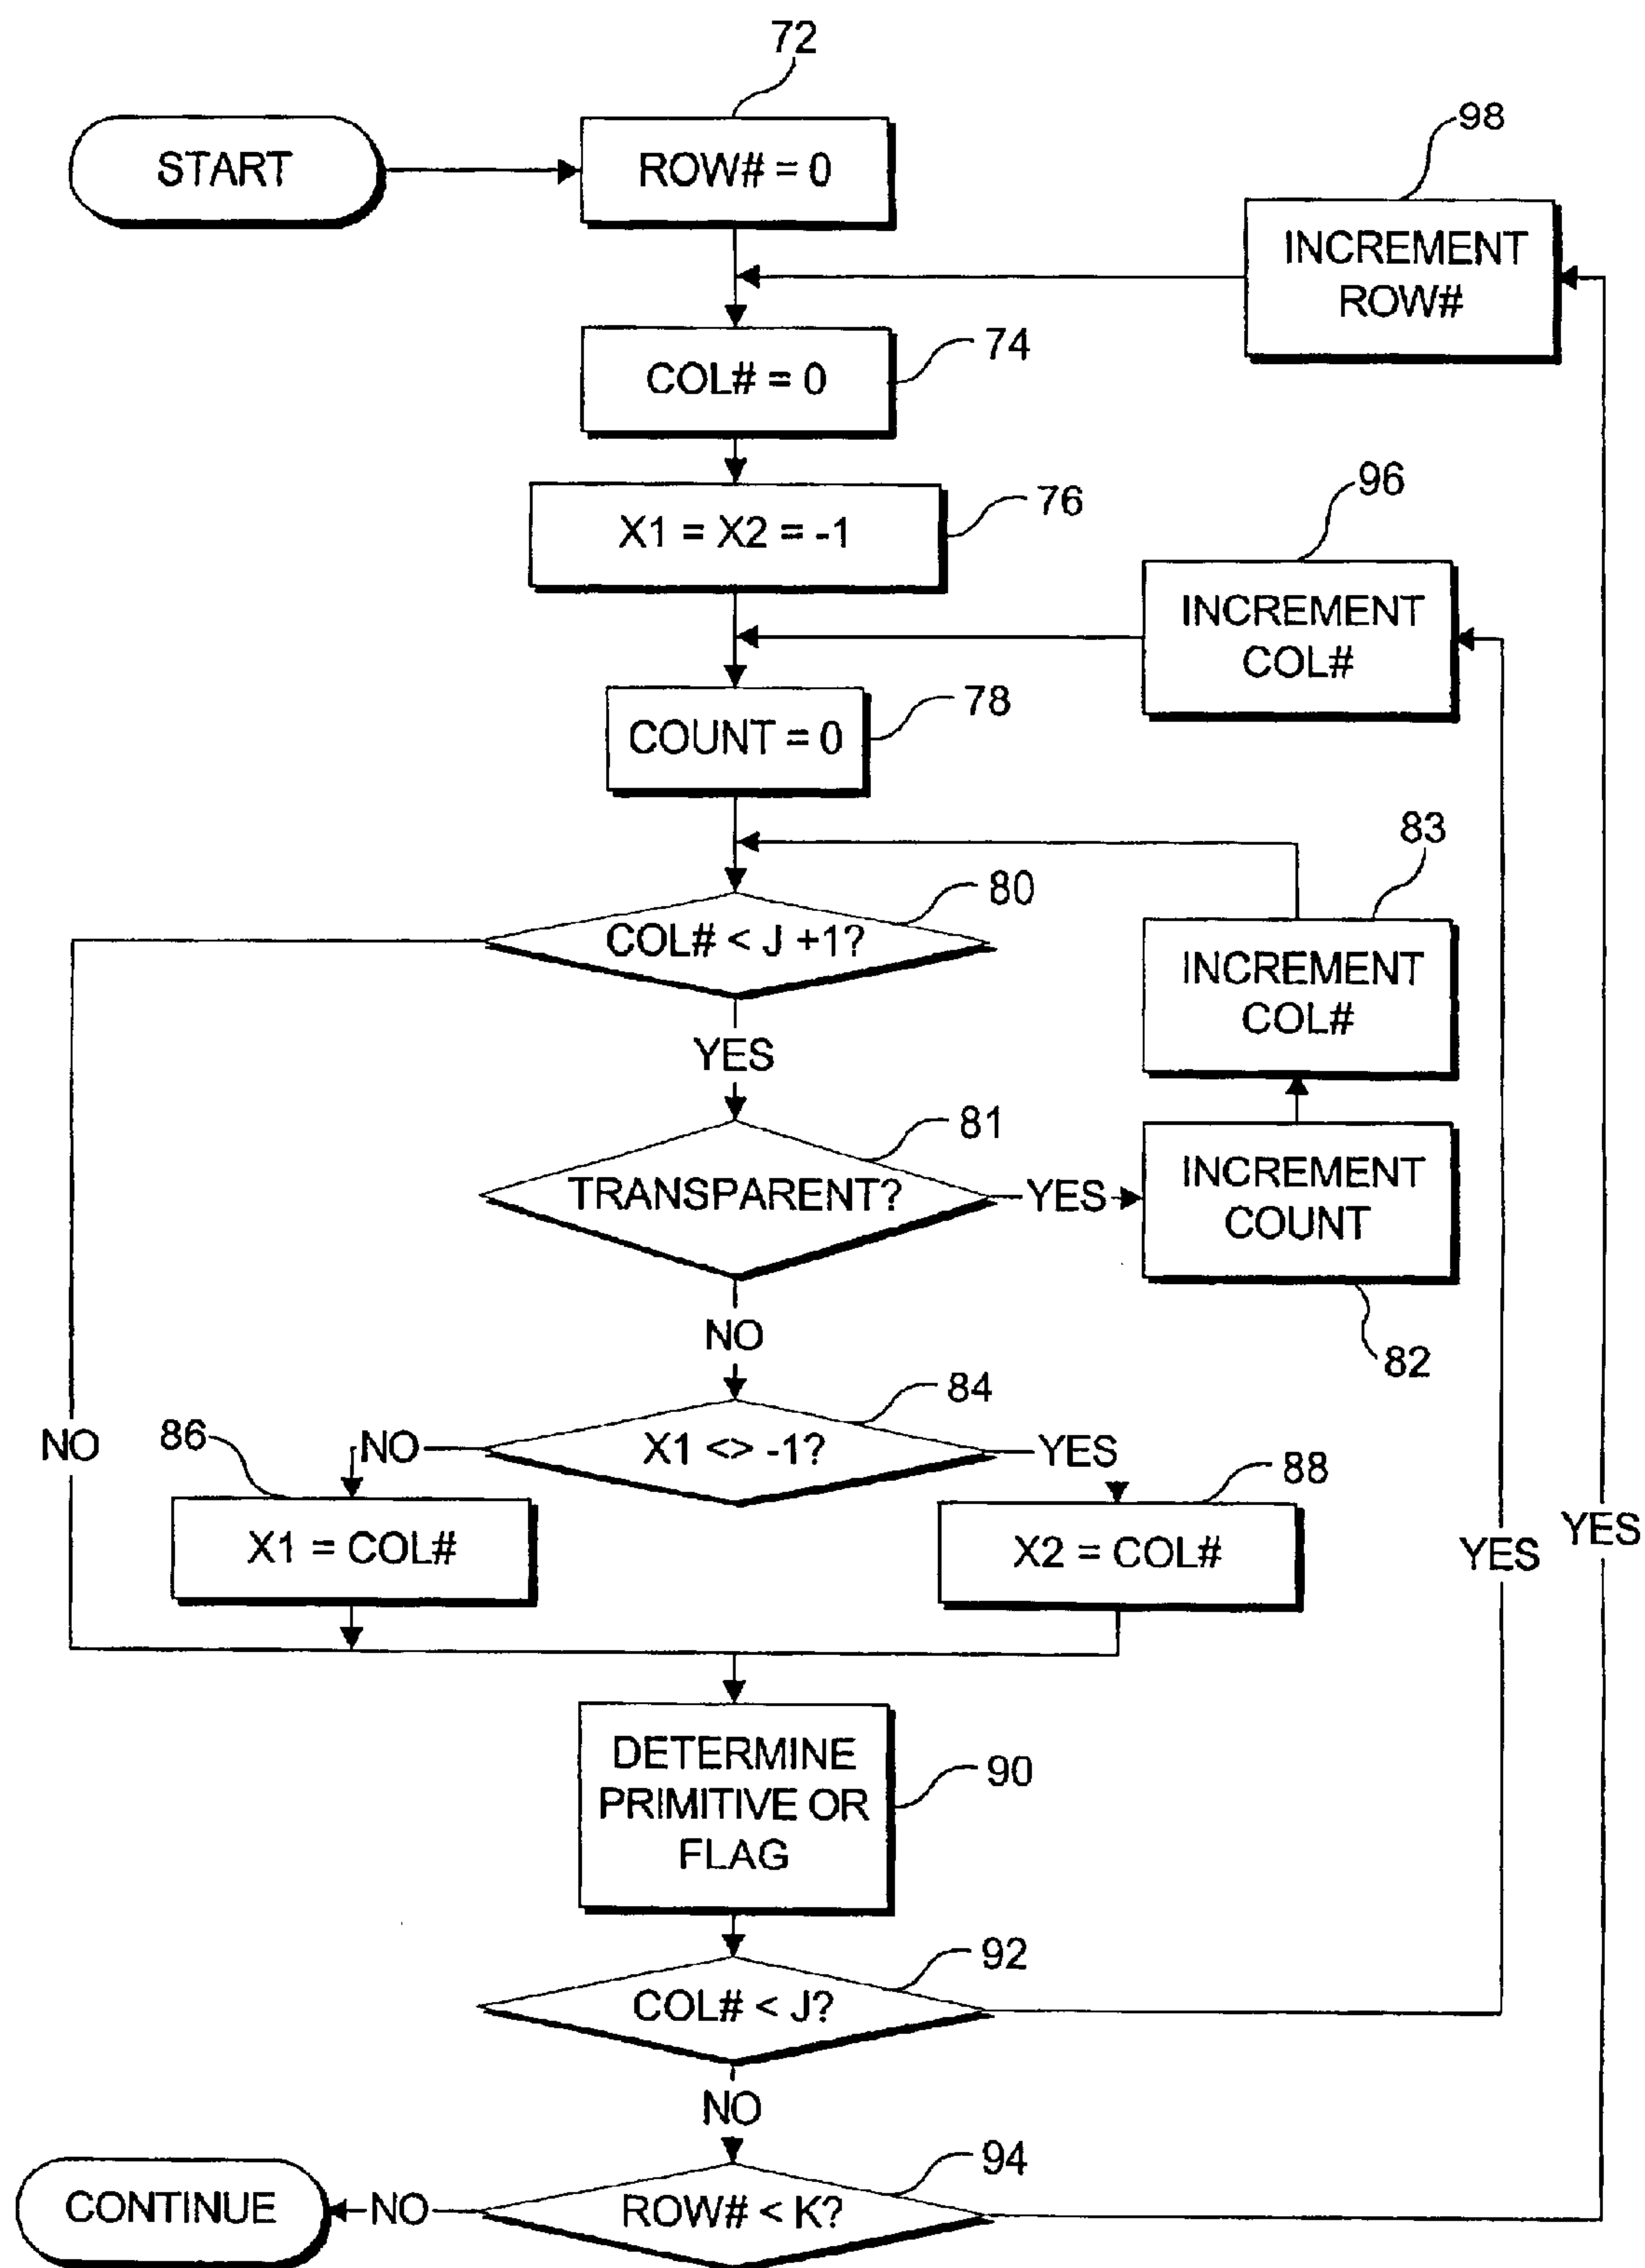 72
START
ROW# = 0
98
INCREMENT
ROW#
74
COL# = 0
96
76
X1 = X2 = -1
INCREMENT
COL#
78
COUNT = 0
83
80
COL# < J +1?
INCREMENT
COL#
YES
81
TRANSPARENT?
YES
INCREMENT
COUNT
NO
82
84
NO
86
NO
X1 <> -1?
YES
88
X1 = COL#
X2 = COL#
YES
YES
DETERMINE
PRIMITIVE OR
FLAG
90
92
COL# < J?
NO
94
CONTINUE
NO
ROW# < K?